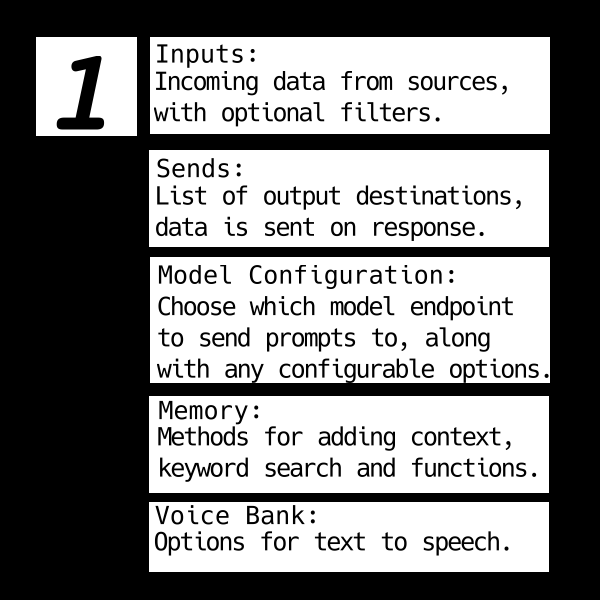 1
Inputs:
Incoming data from sources,
with optional filters.
Sends:
List of output destinations,
data is sent on response.
Model Configuration:
Choose which model endpoint
to send prompts to, along
with any configurable options.
Memory:
Methods for adding context,
keyword search and functions.
Voice Bank:
Options for text to speech.